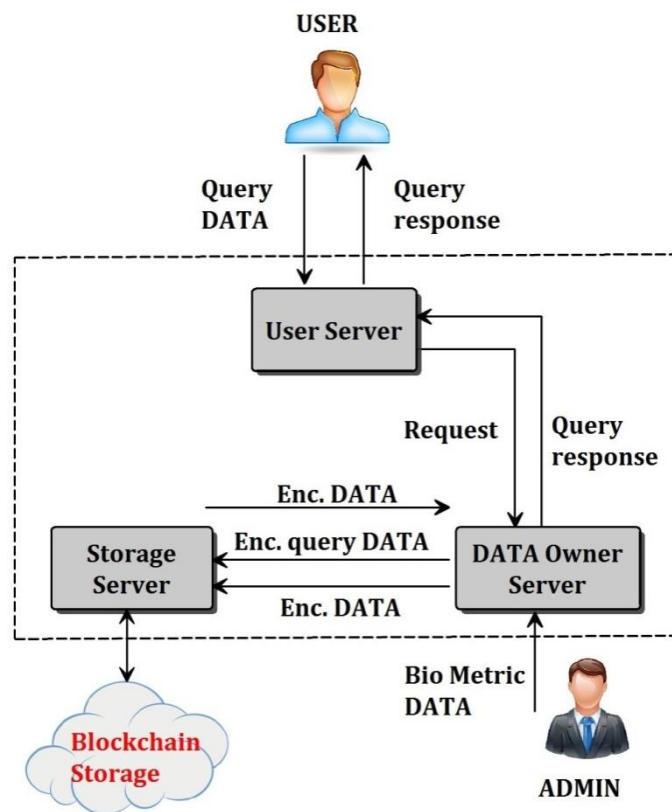 USER
Query
DATA
Query
response
User Server
Request
Query
response
Enc. DATA
Storage
Server
Enc. query DATA
DATA Owner
Server
Enc. DATA
Bio Metric
DATA
Blockchain
Storage
ADMIN